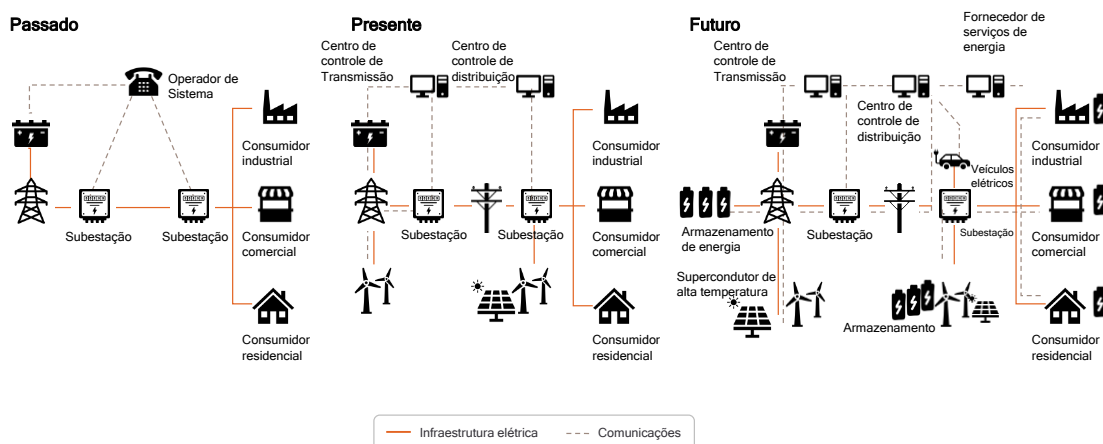 Passado
Operador de
Sistema
Subestação
Subestação
Consumidor
industrial
Consumidor
comercial
Consumidor
residencial
Presente
Centro de
controle de
Transmissão
Centro de
controle de
distribuição
Subestação
Subestação
Consumidor
industrial
Consumidor
comercial
Consumidor
residencial
Futuro
Centro de
controle de
Transmissão
Fornecedor de
serviços de
energia
Centro de
controle de
distribuição
Veículos
elétricos
Armazenamento
de energia
Subestação
Subestação
Supercondutor de
alta temperatura
Armazenamento
Consumidor
industrial
Consumidor
comercial
Consumidor
residencial
Infraestrutura elétrica
Comunicações